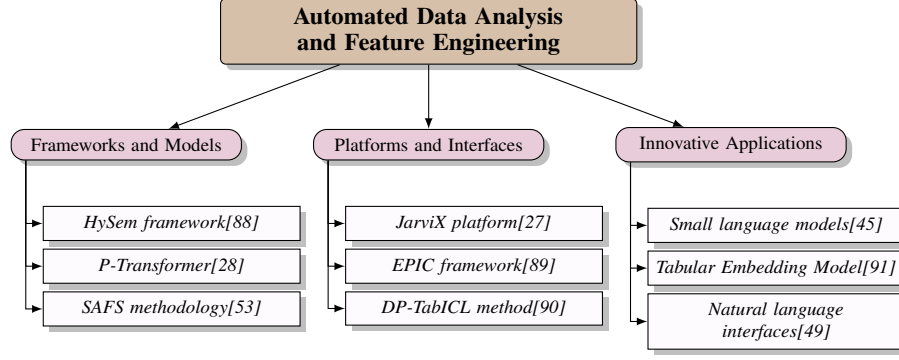 Automated Data Analysis
and Feature Engineering
Frameworks and Models
HySem framework[88]
P-Transformer[28]
SAFS methodology[53]
Platforms and Interfaces
JarviX platform[27]
EPIC framework[89]
DP-TabICL method[90]
Innovative Applications
Small language models[45]
Tabular Embedding Model[91]
Natural language
interfaces[49]